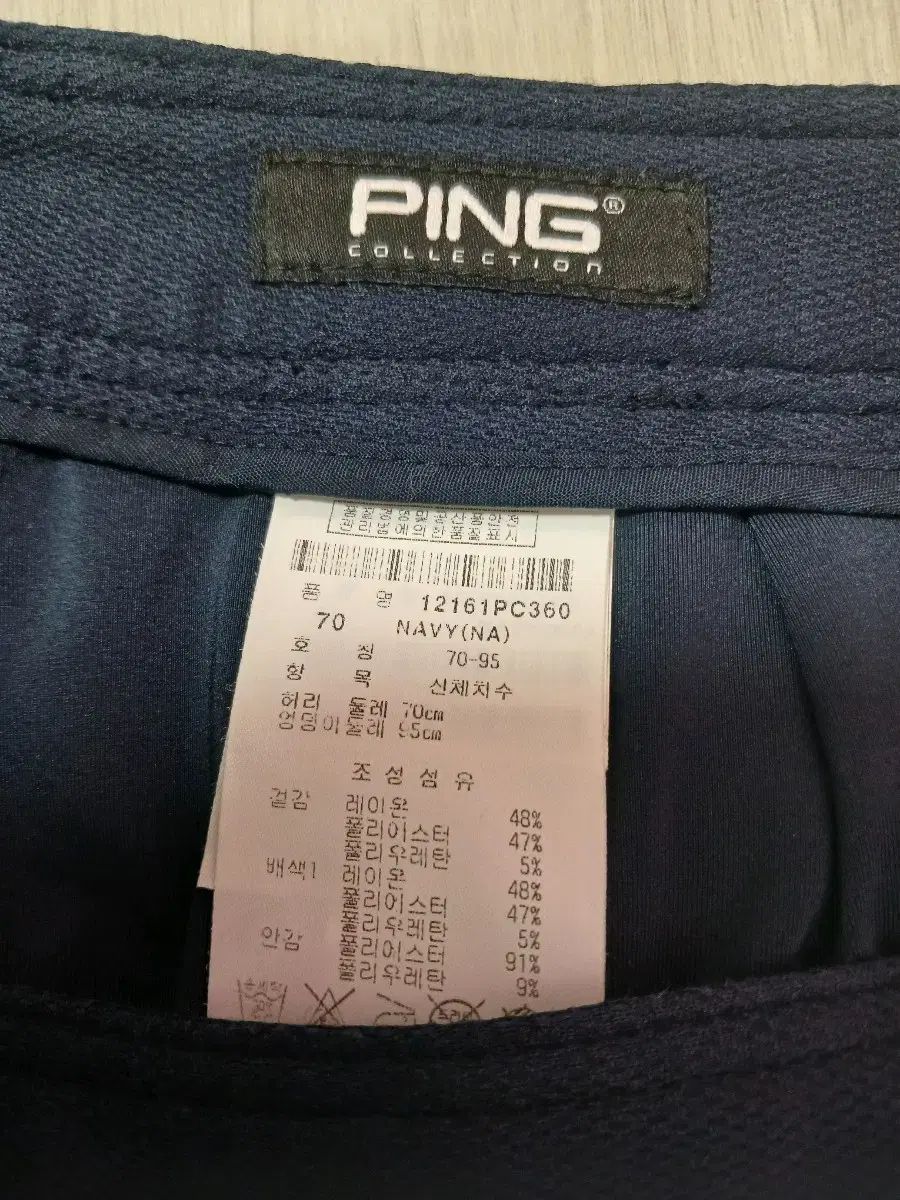 PING®
COLLECTION
품 명 12161PC360
70 NAVY(NA)
호 칭 70-95
항 목 신체치수
허리 둘레 70cm
엉덩이둘레 95cm
조성섬유
겉감 레이온 48%
폴리에스터 47%
폴리우레탄 5%
배색1 레이온 48%
폴리에스터 47%
폴리우레탄 5%
안감 폴리에스터 91%
폴리우레탄 9%